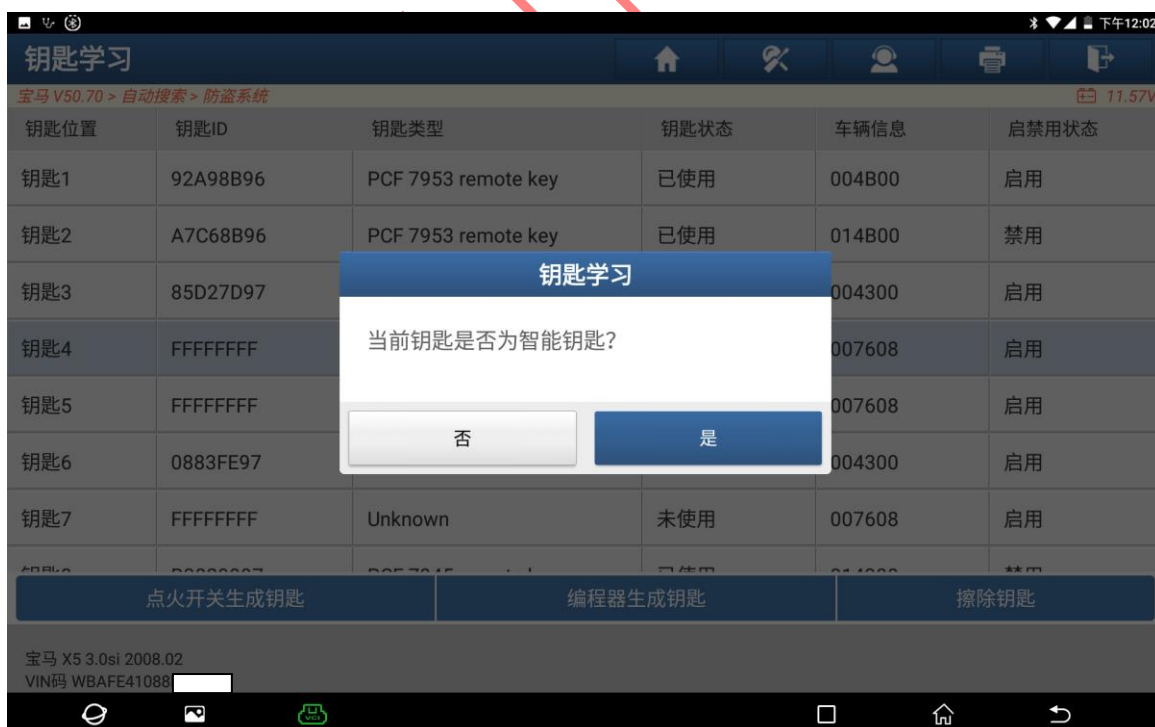 下午12:02
钥匙学习
宝马 V50.70 > 自动搜索 > 防盗系统 11.57V
钥匙位置 钥匙ID 钥匙类型 钥匙状态 车辆信息 启禁用状态
钥匙1 92A98B96 PCF 7953 remote key 已使用 004B00 启用
钥匙2 A7C68B96 PCF 7953 remote key 已使用 014B00 禁用
钥匙学习
钥匙3 85D27D97 004300 启用
当前钥匙是否为智能钥匙?
钥匙4 FFFFFFFF 007608 启用
钥匙5 FFFFFFFF 007608 启用
否 是
钥匙6 0883FE97 004300 启用
钥匙7 FFFFFFFF Unknown 未使用 007608 启用
点火开关生成钥匙 编程器生成钥匙 擦除钥匙
宝马 X5 3.0si 2008.02
VIN码 WBAFE41088
VCI